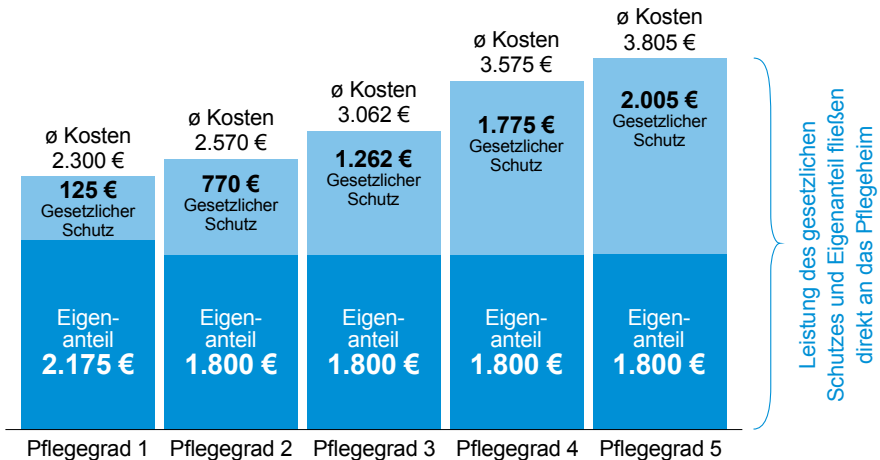 ø Kosten
2.300 €
125 €
Gesetzlicher
Schutz
Eigen-
anteil
2.175 €
Pflegegrad 1
ø Kosten
2.570 €
770 €
Gesetzlicher
Schutz
Eigen-
anteil
1.800 €
Pflegegrad 2
ø Kosten
3.062 €
1.262 €
Gesetzlicher
Schutz
Eigen-
anteil
1.800 €
Pflegegrad 3
ø Kosten
3.575 €
1.775 €
Gesetzlicher
Schutz
Eigen-
anteil
1.800 €
Pflegegrad 4
ø Kosten
3.805 €
2.005 €
Gesetzlicher
Schutz
Eigen-
anteil
1.800 €
Pflegegrad 5
Leistung des gesetzlichen
Schutzes und Eigenanteil fließen
direkt an das Pflegeheim